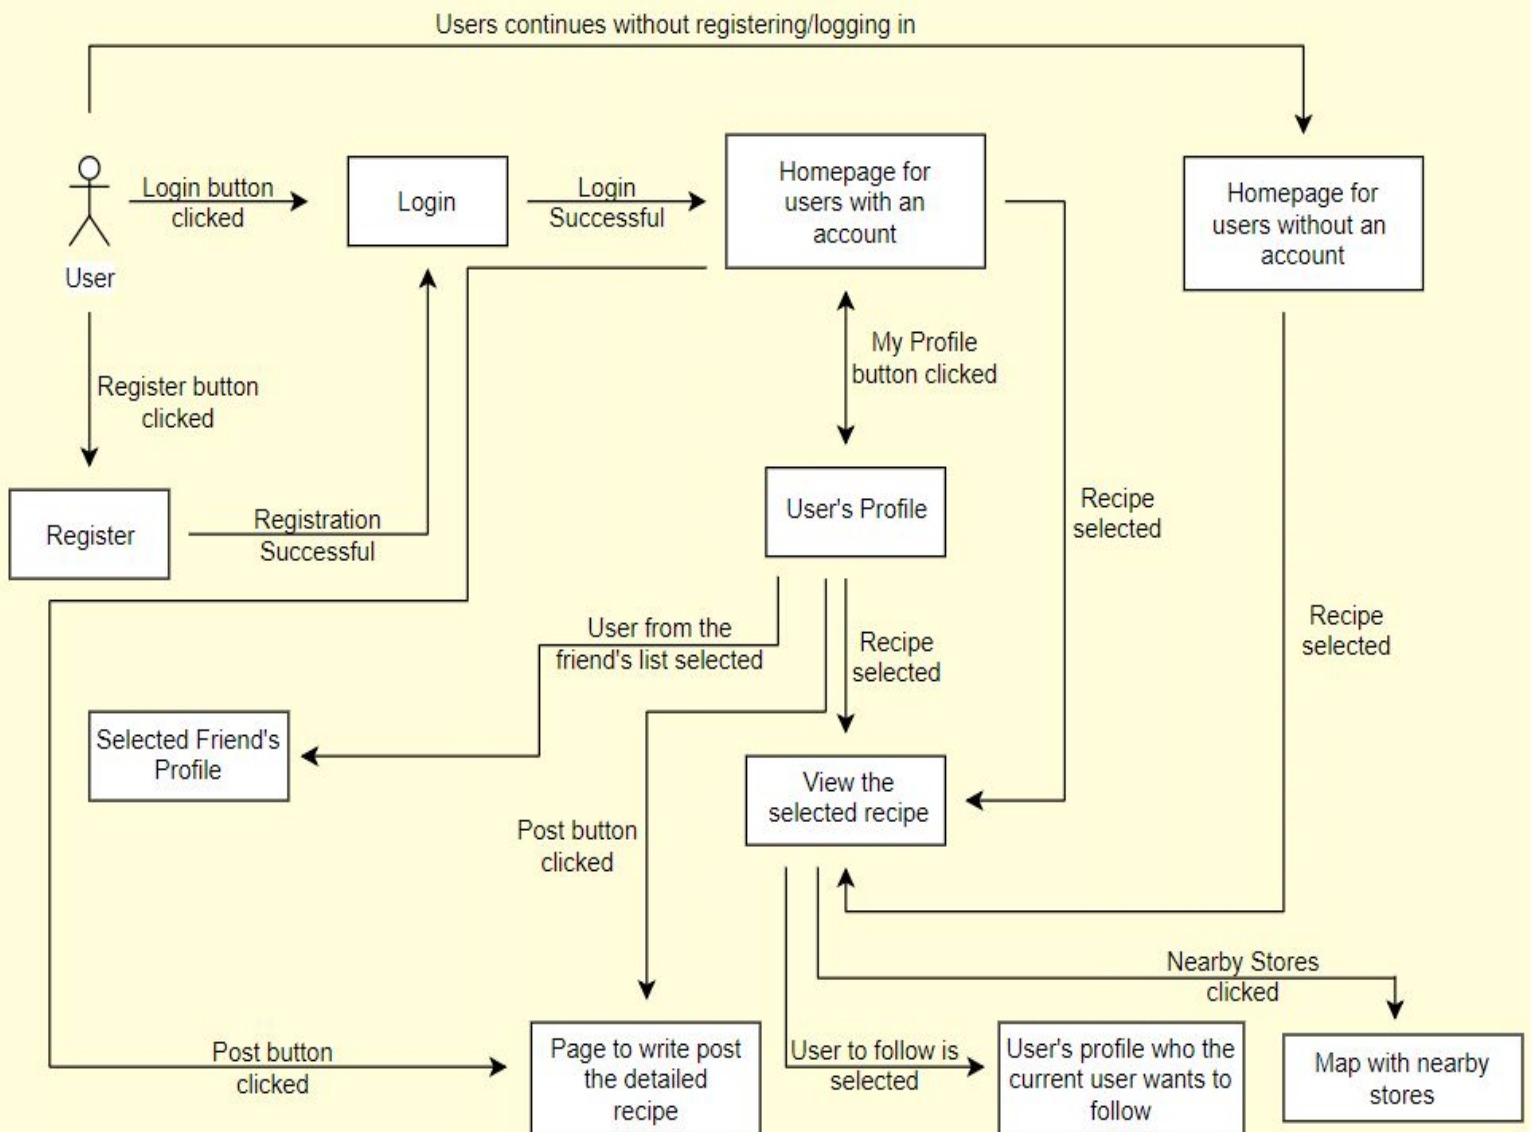 Users continues without registering/logging in
Login button
clicked
Login
Login
Successful
Homepage for
users with an
account
Homepage for
users without an
account
User
My Profile
button clicked
Register button
clicked
Register
Registration
Successful
User's Profile
Recipe
selected
User from the
friend's list selected
Recipe
selected
Recipe
selected
Selected Friend's
Profile
View the
selected recipe
Post button
clicked
Nearby Stores
clicked
Post button
clicked
Page to write post
the detailed
recipe
User to follow is
selected
User's profile who the
current user wants to
follow
Map with nearby
stores